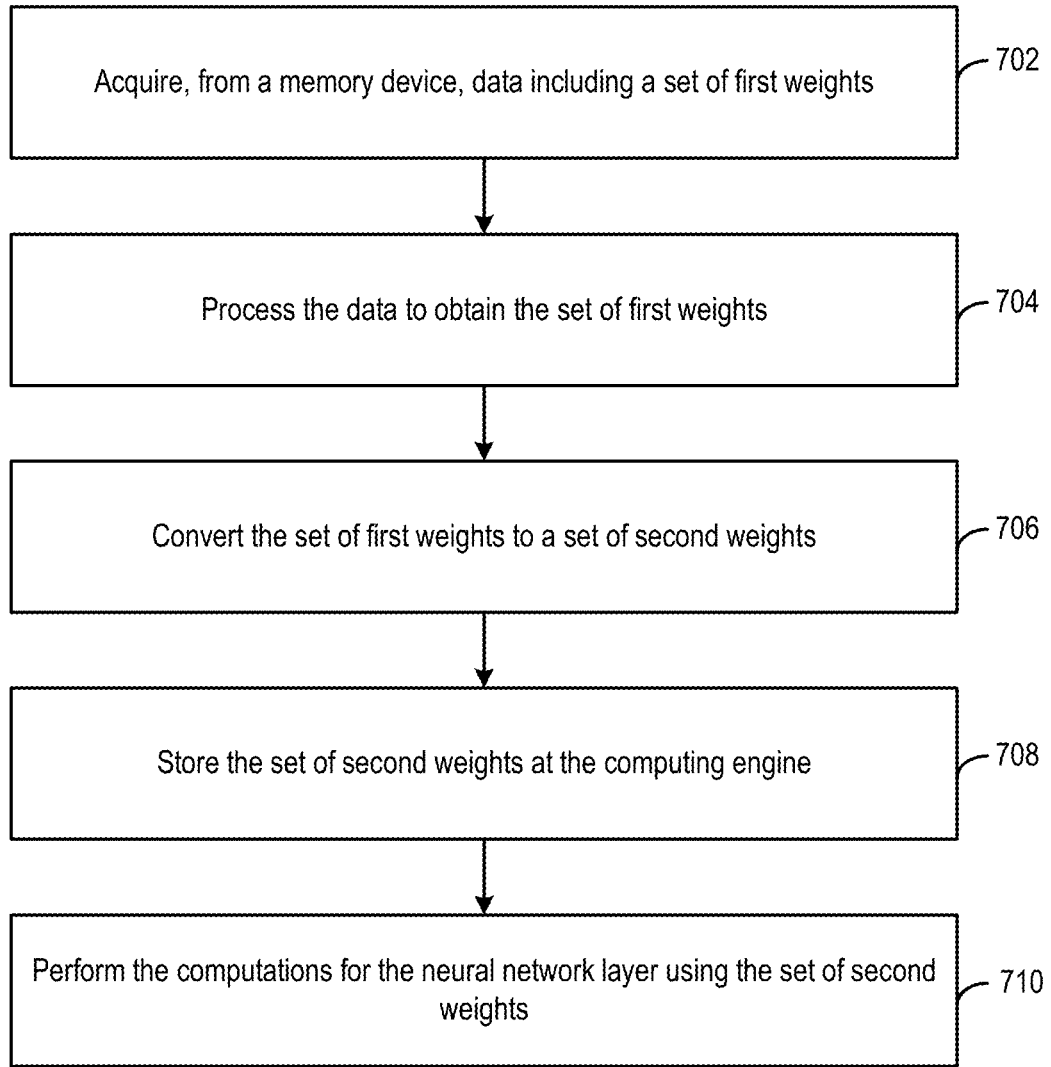 Acquire, from a memory device, data including a set of first weights
702
Process the data to obtain the set of first weights
704
Convert the set of first weights to a set of second weights
706
Store the set of second weights at the computing engine
708
Perform the computations for the neural network layer using the set of second
weights
710